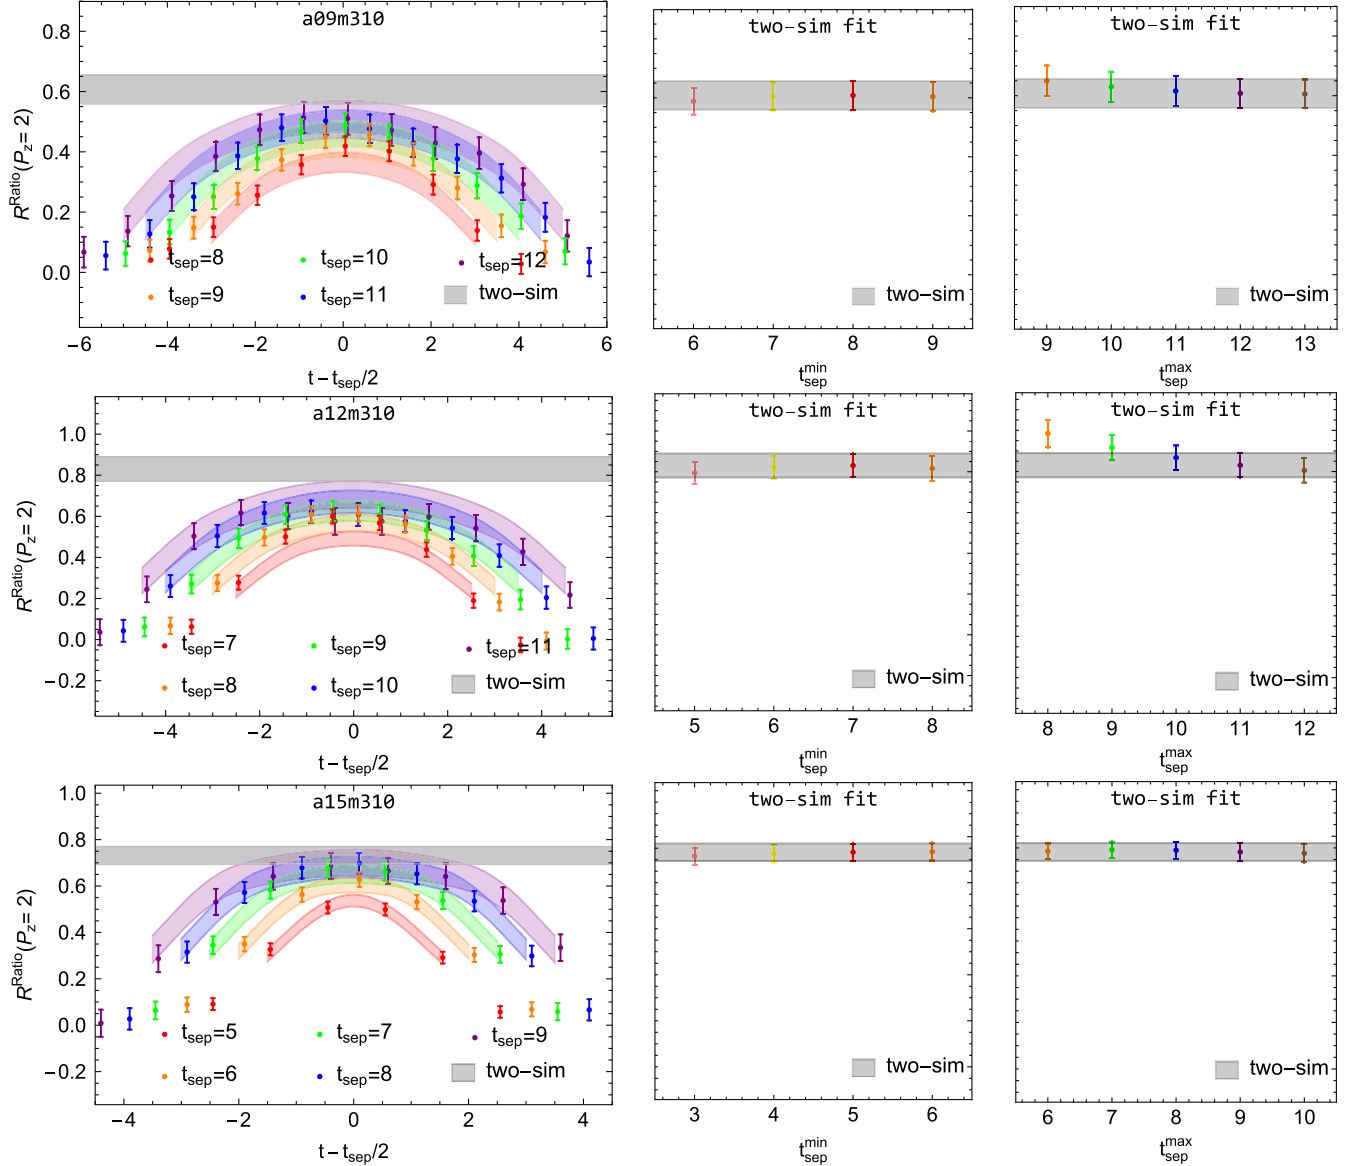 a09m310
R^Ratio(P_z = 2)
0.8
0.6
0.4
0.2
0.0
t_sep=8
t_sep=10
t_sep=12
t_sep=9
t_sep=11
two−sim
−6 −4 −2 0 2 4 6
t − t_sep/2
two−sim fit
two−sim
6 7 8 9
t_sep^min
two−sim fit
two−sim
9 10 11 12 13
t_sep^max
a12m310
R^Ratio(P_z = 2)
1.0
0.8
0.6
0.4
0.2
0.0
−0.2
t_sep=7
t_sep=9
t_sep=11
t_sep=8
t_sep=10
two−sim
−4 −2 0 2 4
t − t_sep/2
two−sim fit
two−sim
5 6 7 8
t_sep^min
two−sim fit
two−sim
8 9 10 11 12
t_sep^max
a15m310
R^Ratio(P_z = 2)
1.0
0.8
0.6
0.4
0.2
0.0
−0.2
t_sep=5
t_sep=7
t_sep=9
t_sep=6
t_sep=8
two−sim
−4 −2 0 2 4
t − t_sep/2
two−sim fit
two−sim
3 4 5 6
t_sep^min
two−sim fit
two−sim
6 7 8 9 10
t_sep^max